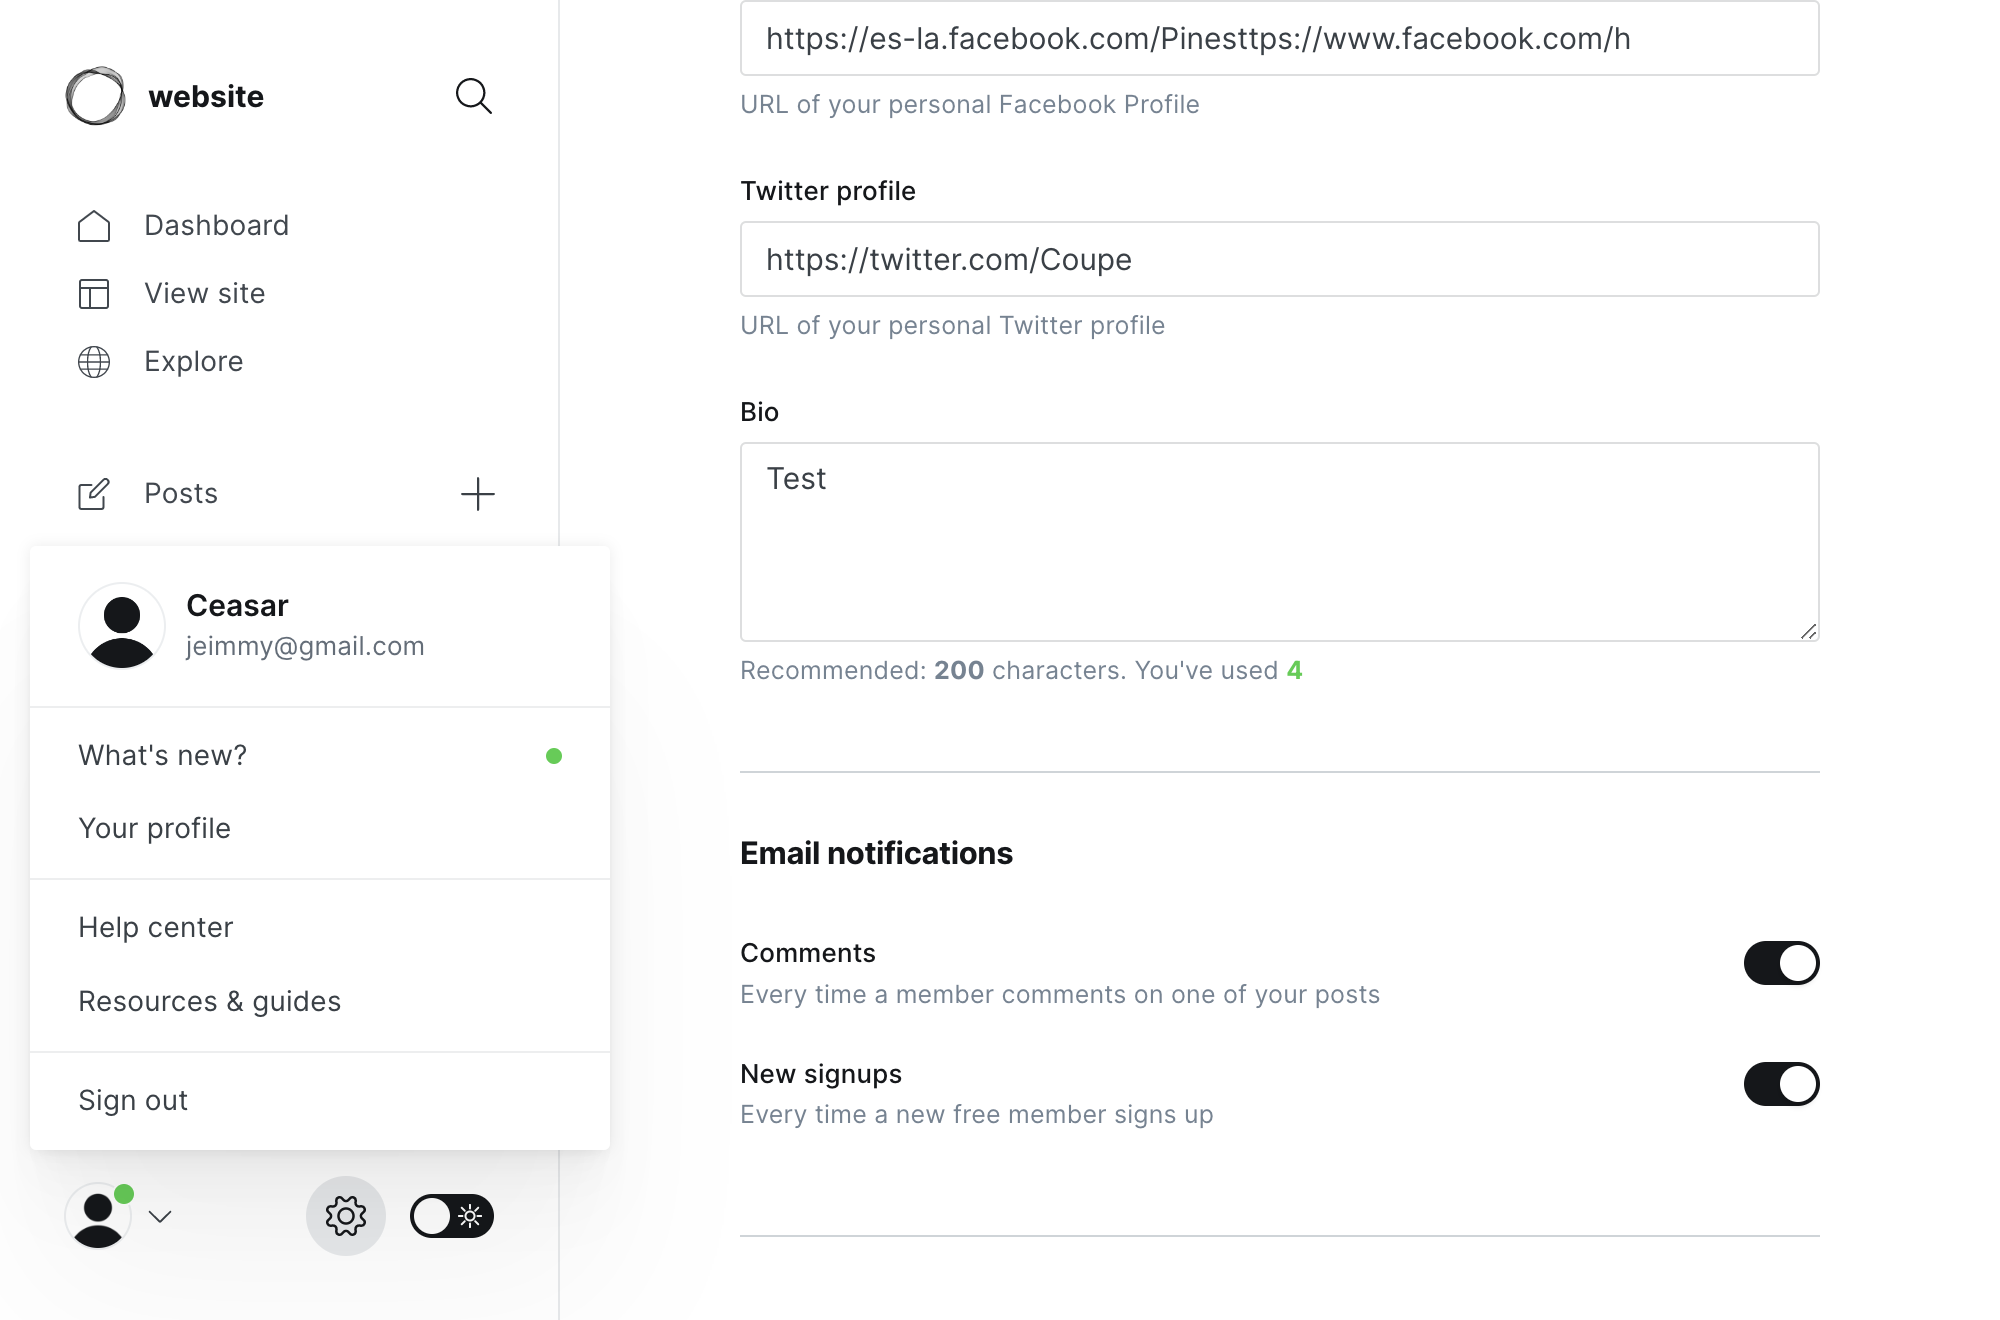 website
Dashboard
View site
Explore
Posts
Ceasar
jeimmy@gmail.com
What's new?
Your profile
Help center
Resources & guides
Sign out
https://es-la.facebook.com/Pinesttps://www.facebook.com/h
URL of your personal Facebook Profile
Twitter profile
https://twitter.com/Coupe
URL of your personal Twitter profile
Bio
Test
Recommended: 200 characters. You've used 4
Email notifications
Comments
Every time a member comments on one of your posts
New signups
Every time a new free member signs up